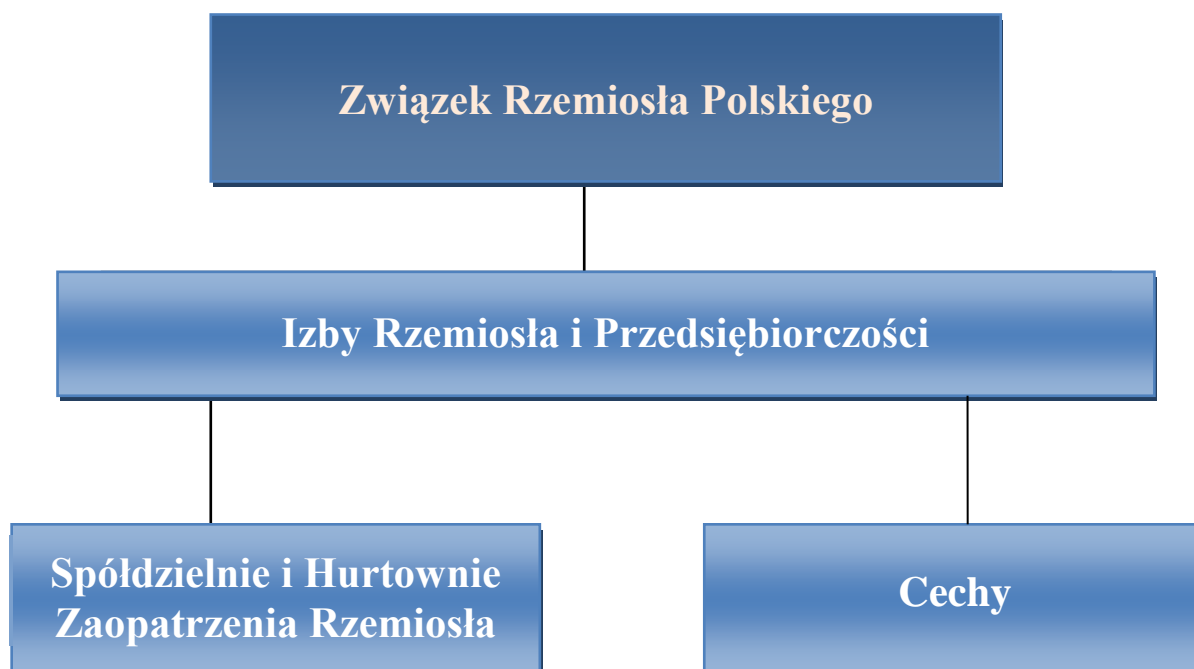 Związek Rzemiosła Polskiego
Izby Rzemiosła i Przedsiębiorczości
Spółdzielnie i Hurtownie
Zaopatrzenia Rzemiosła
Cechy